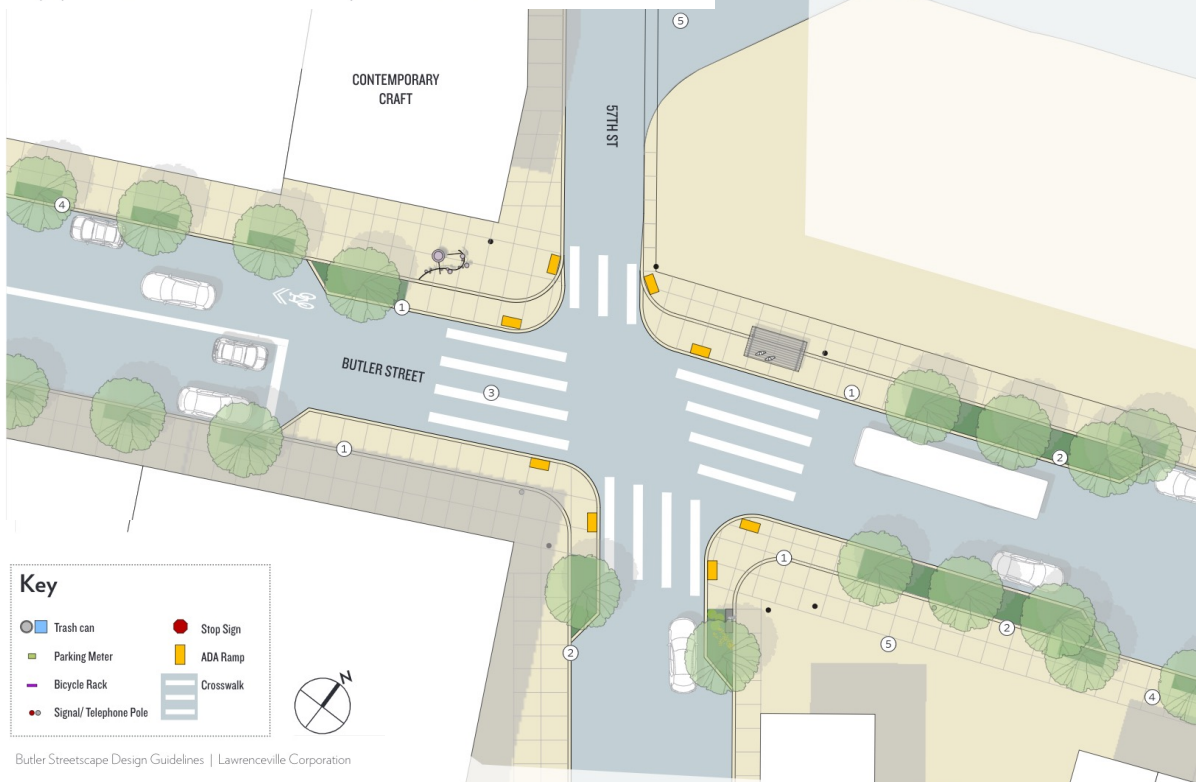 5
CONTEMPORARY
CRAFT
57TH ST
4
1
BUTLER STREET
3
1
1
2
1
2
5
4
2
Key
Trash can
Stop Sign
Parking Meter
ADA Ramp
Bicycle Rack
Crosswalk
Signal/ Telephone Pole
N
Butler Streetscape Design Guidelines | Lawrenceville Corporation